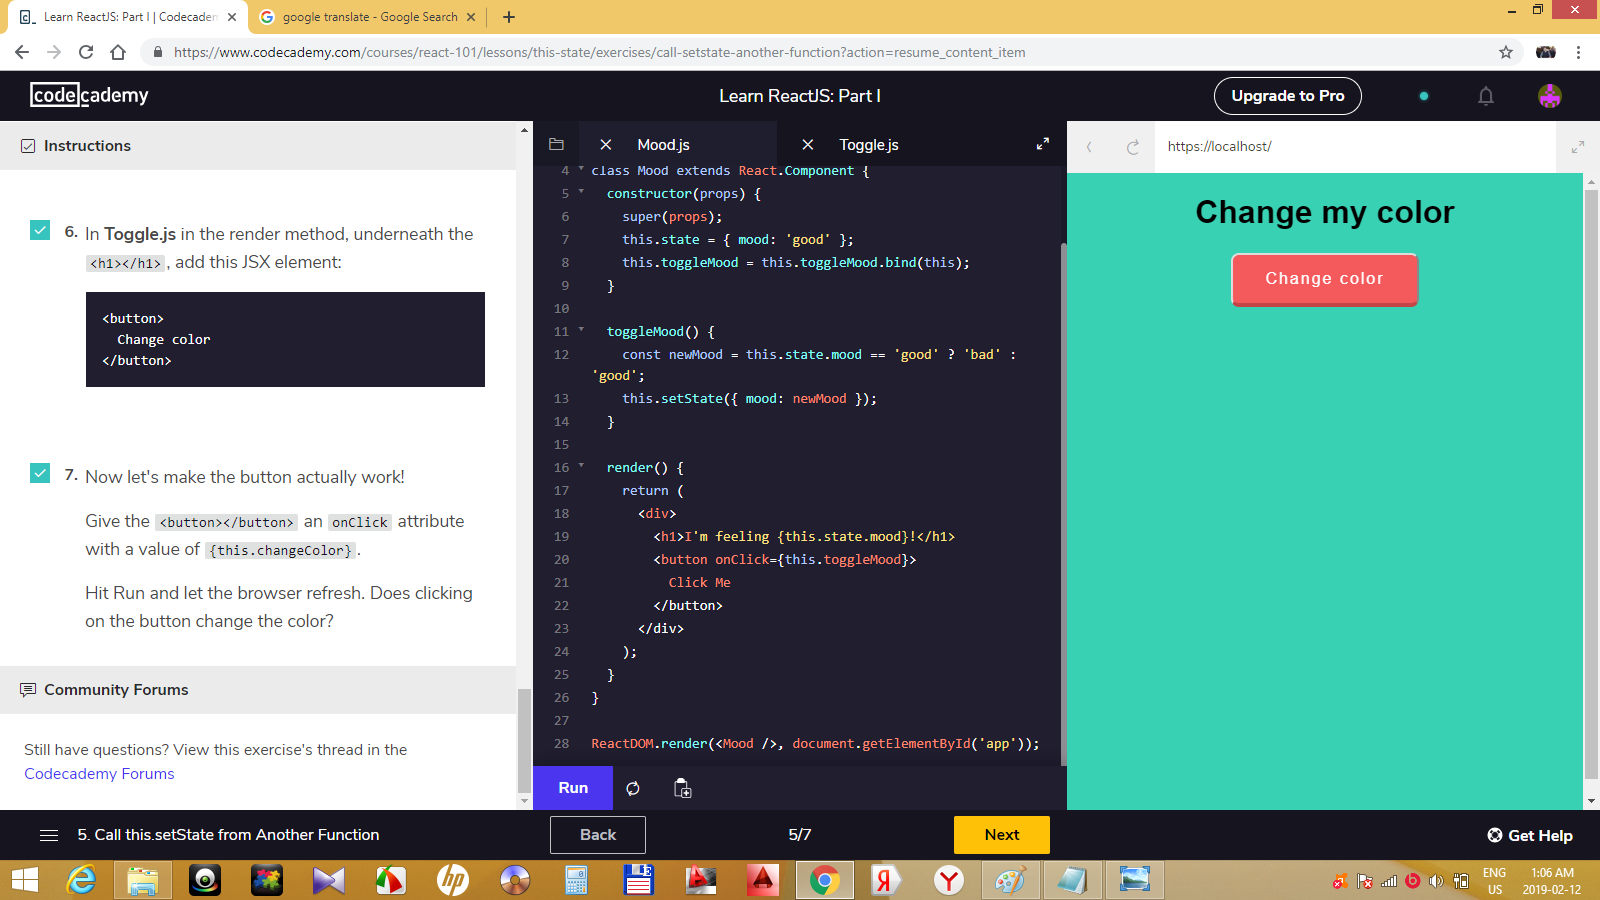 Learn ReactJS: Part I | Codecadem
google translate - Google Search
https://www.codecademy.com/courses/react-101/lessons/this-state/exercises/call-setstate-another-function?action=resume_content_item
codecademy
Learn ReactJS: Part I
Upgrade to Pro
Instructions
6. In Toggle.js in the render method, underneath the
<h1></h1>, add this JSX element:
<button>
Change color
</button>
7. Now let's make the button actually work!
Give the <button></button> an onClick attribute
with a value of {this.changeColor}.
Hit Run and let the browser refresh. Does clicking
on the button change the color?
Community Forums
Still have questions? View this exercise's thread in the
Codecademy Forums
Mood.js
Toggle.js
4 class Mood extends React.Component {
5 constructor(props) {
6 super(props);
7 this.state = { mood: 'good' };
8 this.toggleMood = this.toggleMood.bind(this);
9 }
10
11 toggleMood() {
12 const newMood = this.state.mood == 'good' ? 'bad' :
'good';
13 this.setState({ mood: newMood });
14 }
15
16 render() {
17 return (
18 <div>
19 <h1>I'm feeling {this.state.mood}!</h1>
20 <button onClick={this.toggleMood}>
21 Click Me
22 </button>
23 </div>
24 );
25 }
26 }
27
28 ReactDOM.render(<Mood />, document.getElementById('app'));
Run
https://localhost/
Change my color
Change color
5. Call this.setState from Another Function
Back
5/7
Next
Get Help
ENG
US
1:06 AM
2019-02-12